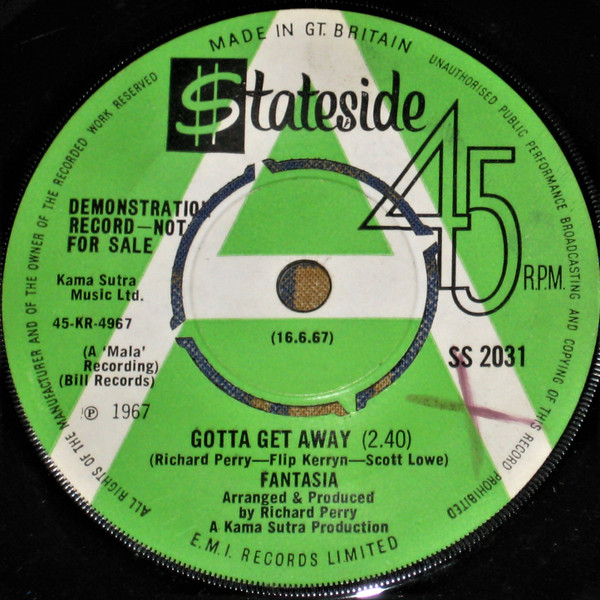 MADE IN GT. BRITAIN
$tateside
45
R.P.M.
DEMONSTRATION
RECORD—NOT
FOR SALE
Kama Sutra
Music Ltd.
45-KR-4967
(A 'Mala'
Recording)
(Bill Records)
℗ 1967
(16.6.67)
SS 2031
GOTTA GET AWAY (2.40)
(Richard Perry—Flip Kerryn—Scott Lowe)
FANTASIA
Arranged & Produced
by Richard Perry
A Kama Sutra Production
E.M.I. RECORDS LIMITED
ALL RIGHTS OF THE MANUFACTURER AND OF THE OWNER OF THE RECORDED WORK RESERVED
UNAUTHORISED PUBLIC PERFORMANCE BROADCASTING AND COPYING OF THIS RECORD PROHIBITED
A